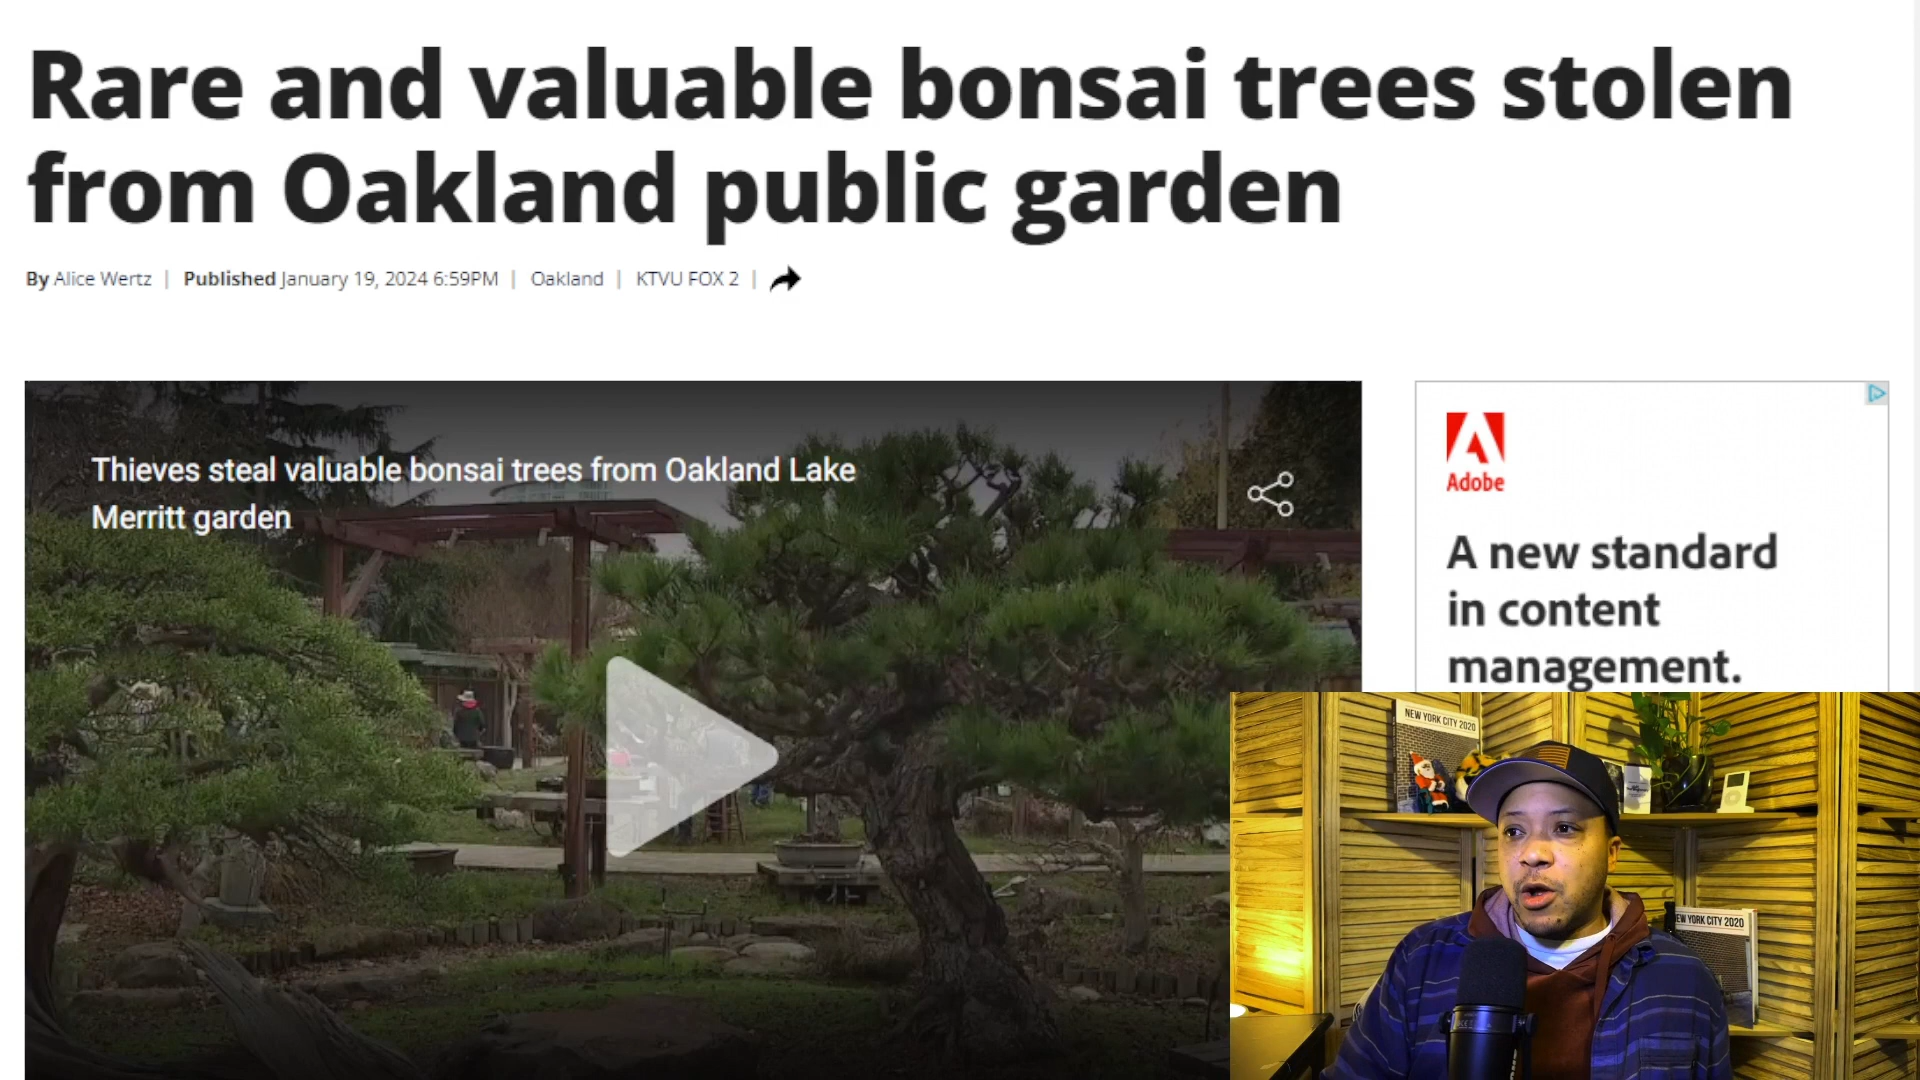 Rare and valuable bonsai trees stolen
from Oakland public garden
By Alice Wertz | Published January 19, 2024 6:59PM | Oakland | KTVU FOX 2 |
Thieves steal valuable bonsai trees from Oakland Lake
Merritt garden
Adobe
A new standard
in content
management.
NEW YORK CITY 2020
NEW YORK CITY 2020